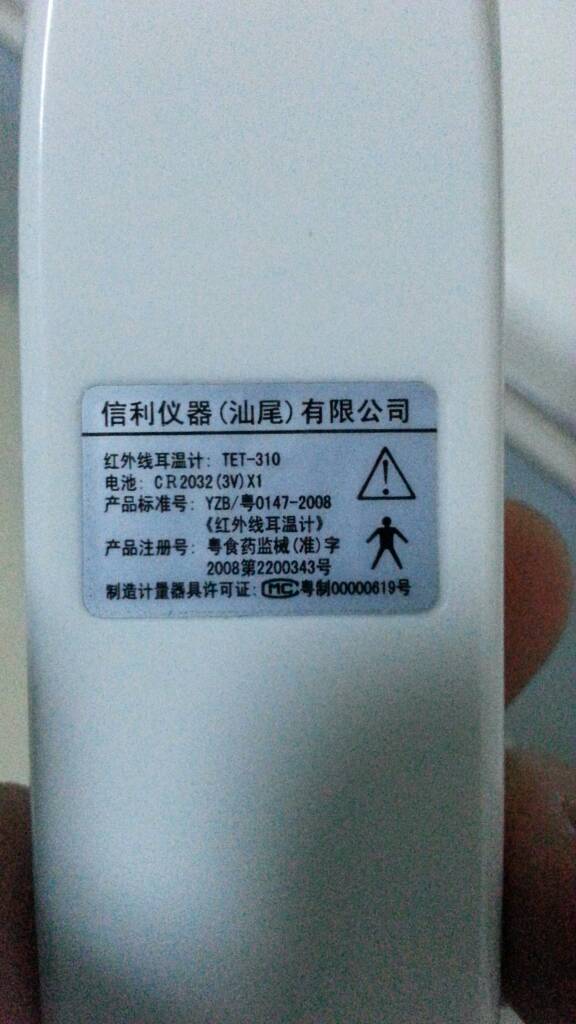 信利仪器(汕尾)有限公司
红外线耳温计: TET-310
电池: CR2032(3V)X1
产品标准号: YZB/粤0147-2008
《红外线耳温计》
产品注册号: 粤食药监械(准)字
2008第2200343号
制造计量器具许可证: MC 粤制00000619号